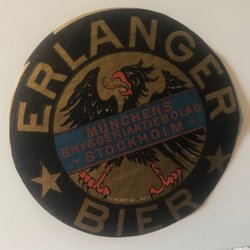 ERLANGER
MÜNCHENS
BRYGGERIAKTIEBOLAG
- STOCKHOLM -
BIER